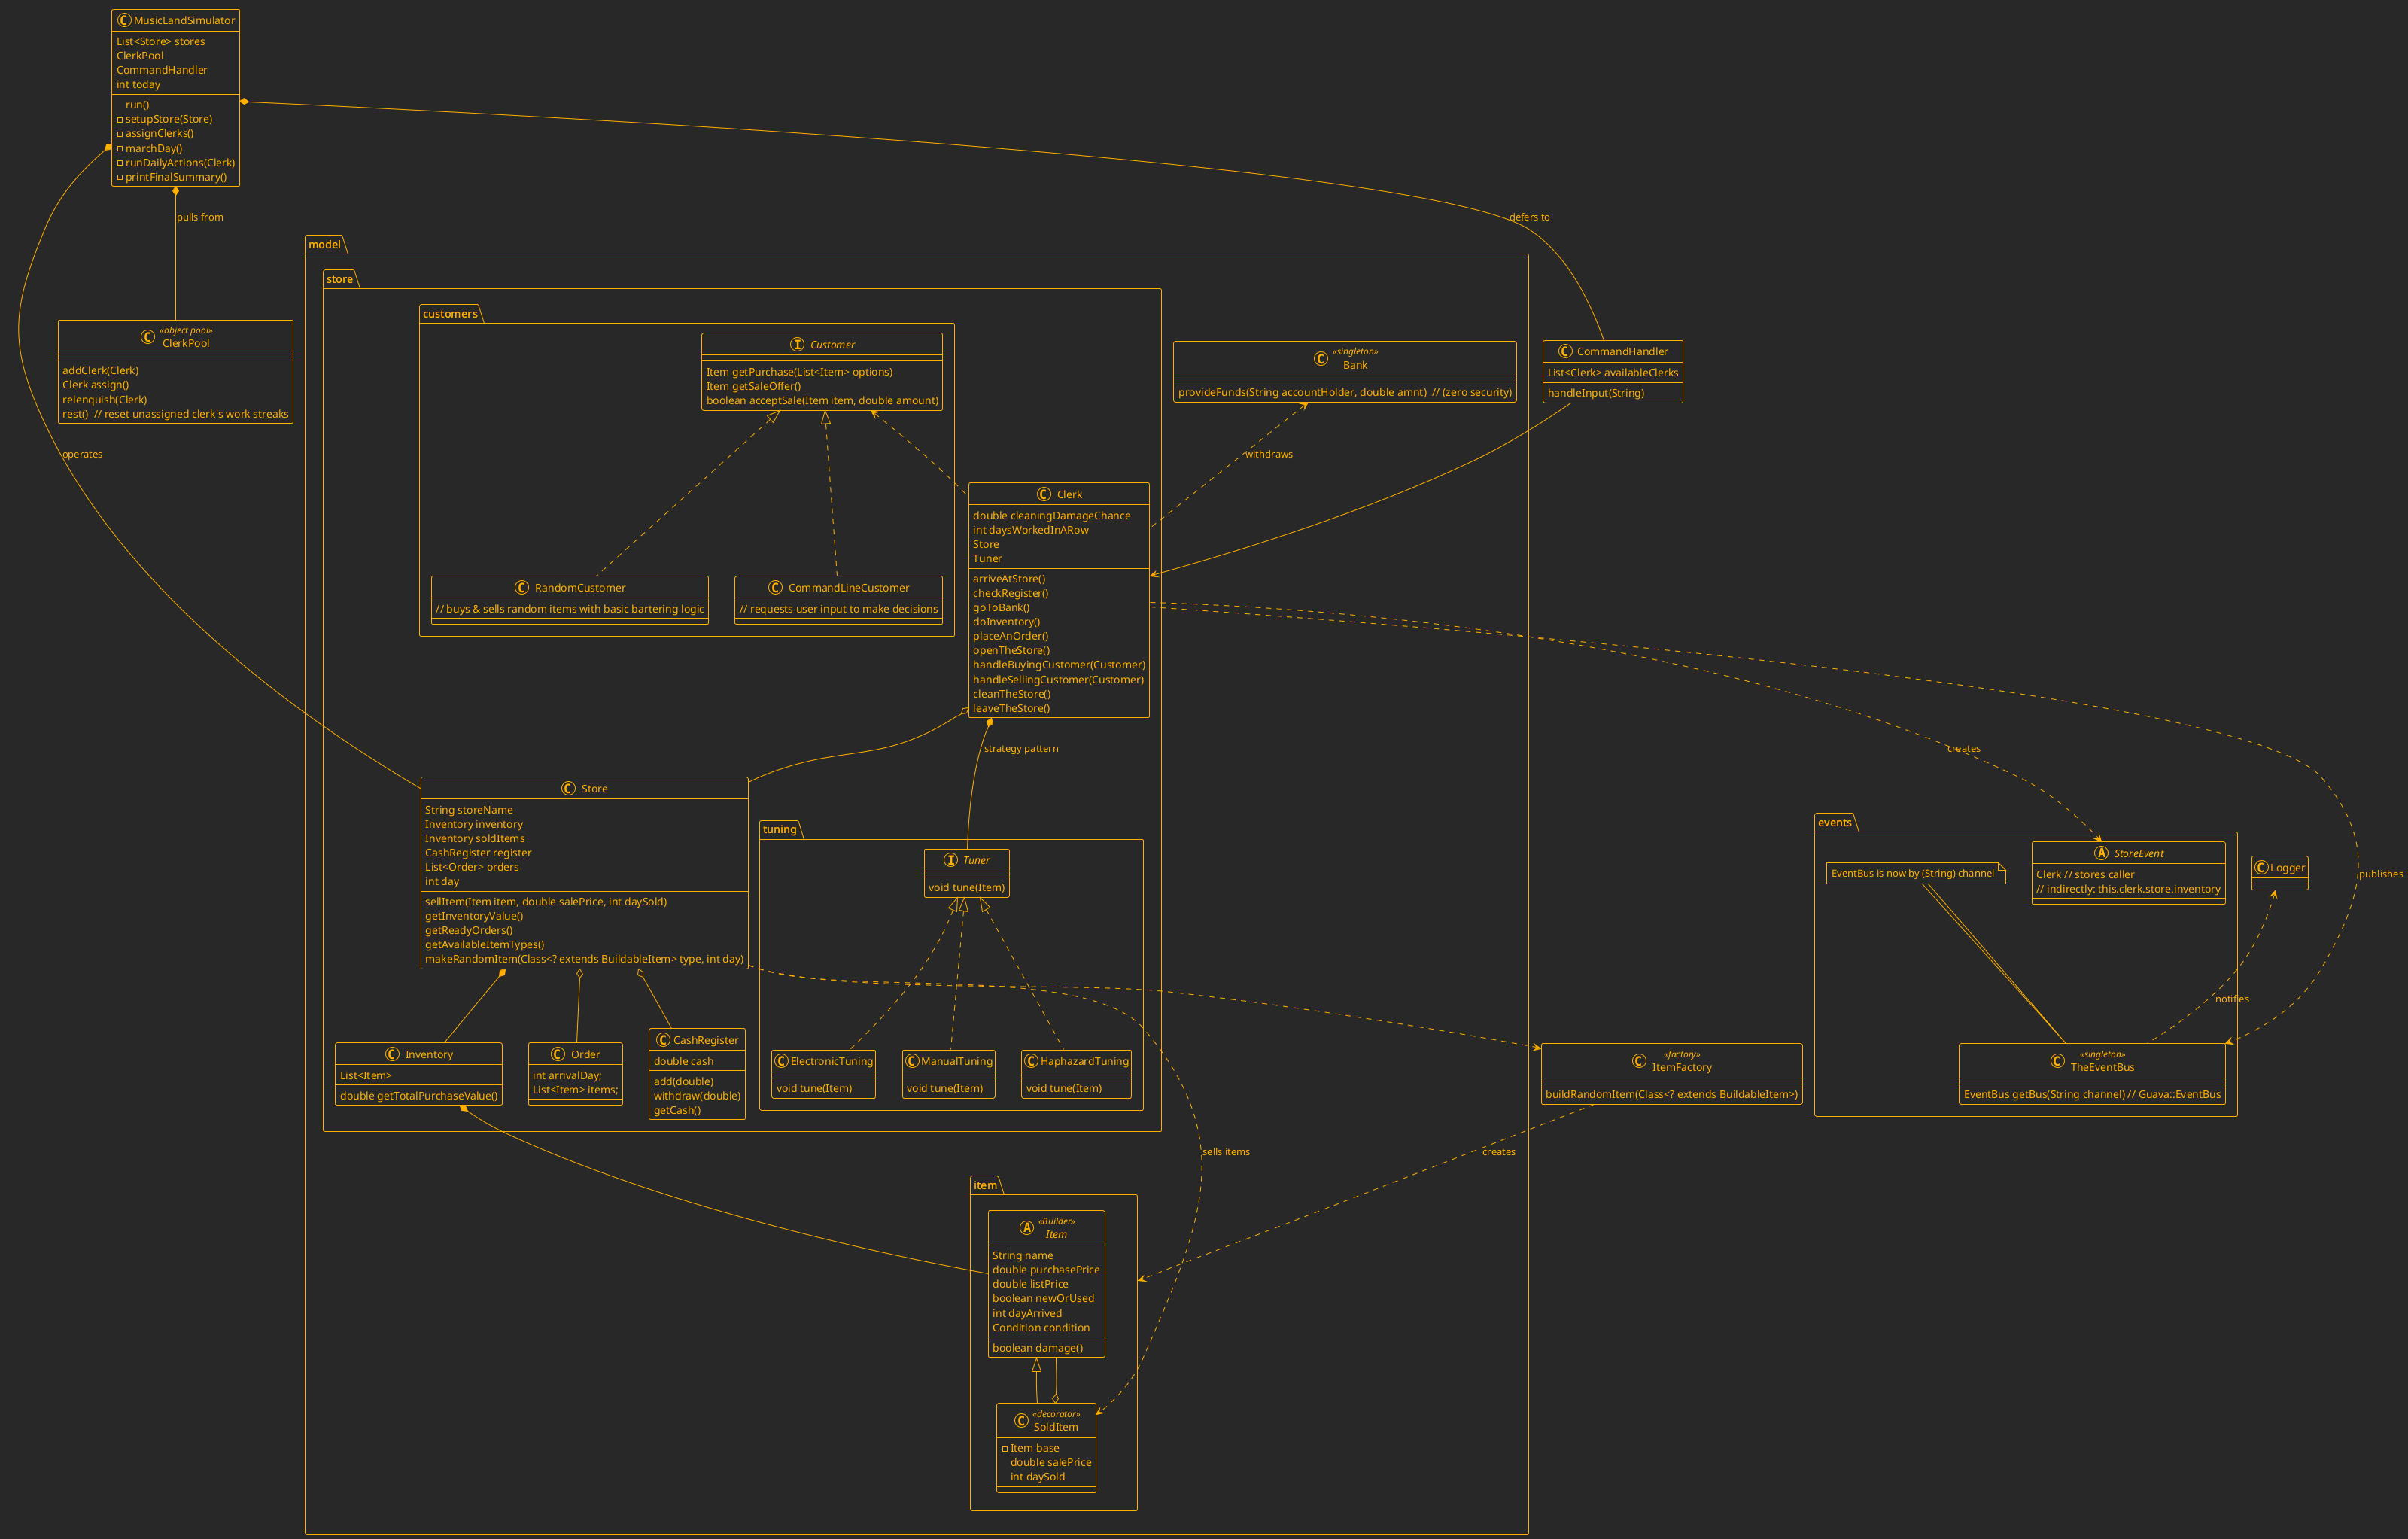 MusicLandSimulator
List<Store> stores
ClerkPool
CommandHandler
int today
run()
setupStore(Store)
assignClerks()
marchDay()
runDailyActions(Clerk)
printFinalSummary()
pulls from
defers to
operates
«object pool»
ClerkPool
addClerk(Clerk)
Clerk assign()
relenquish(Clerk)
rest()  // reset unassigned clerk's work streaks
model
store
customers
Customer
Item getPurchase(List<Item> options)
Item getSaleOffer()
boolean acceptSale(Item item, double amount)
«singleton»
Bank
provideFunds(String accountHolder, double amnt)  // (zero security)
CommandHandler
List<Clerk> availableClerks
handleInput(String)
withdraws
RandomCustomer
// buys & sells random items with basic bartering logic
CommandLineCustomer
// requests user input to make decisions
Clerk
double cleaningDamageChance
int daysWorkedInARow
Store
Tuner
arriveAtStore()
checkRegister()
goToBank()
doInventory()
placeAnOrder()
openTheStore()
handleBuyingCustomer(Customer)
handleSellingCustomer(Customer)
cleanTheStore()
leaveTheStore()
strategy pattern
creates
publishes
Store
String storeName
Inventory inventory
Inventory soldItems
CashRegister register
List<Order> orders
int day
sellItem(Item item, double salePrice, int daySold)
getInventoryValue()
getReadyOrders()
getAvailableItemTypes()
makeRandomItem(Class<? extends BuildableItem> type, int day)
tuning
Tuner
void tune(Item)
events
EventBus is now by (String) channel
StoreEvent
Clerk // stores caller
// indirectly: this.clerk.store.inventory
Logger
notifies
Inventory
List<Item>
double getTotalPurchaseValue()
Order
int arrivalDay;
List<Item> items;
CashRegister
double cash
add(double)
withdraw(double)
getCash()
ElectronicTuning
void tune(Item)
ManualTuning
void tune(Item)
HaphazardTuning
void tune(Item)
«factory»
ItemFactory
buildRandomItem(Class<? extends BuildableItem>)
«singleton»
TheEventBus
EventBus getBus(String channel) // Guava::EventBus
sells items
creates
item
«Builder»
Item
String name
double purchasePrice
double listPrice
boolean newOrUsed
int dayArrived
Condition condition
boolean damage()
«decorator»
SoldItem
Item base
double salePrice
int daySold